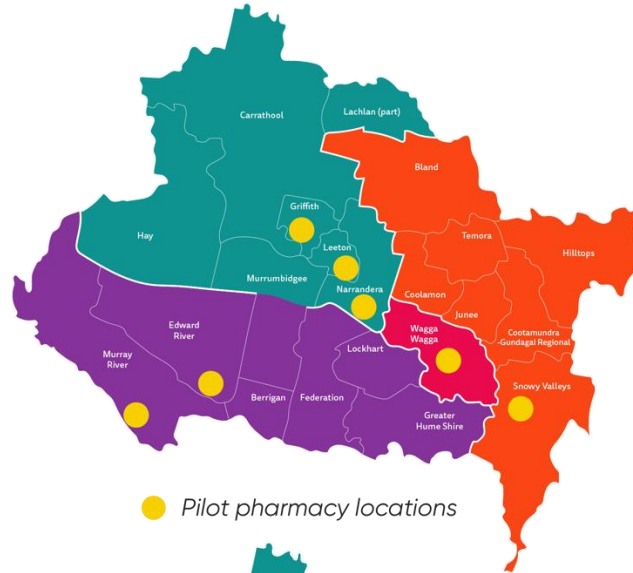 Carrathool
Lachlan (part)
Bland
Griffith
Hay
Leeton
Temora
Hilltops
Murrumbidgee
Narrandera
Coolamon
Junee
Edward
River
Wagga
Wagga
Cootamundra
-Gundagai Regional
Murray
River
Lockhart
Snowy Valleys
Berrigan
Federation
Greater
Hume Shire
Pilot pharmacy locations